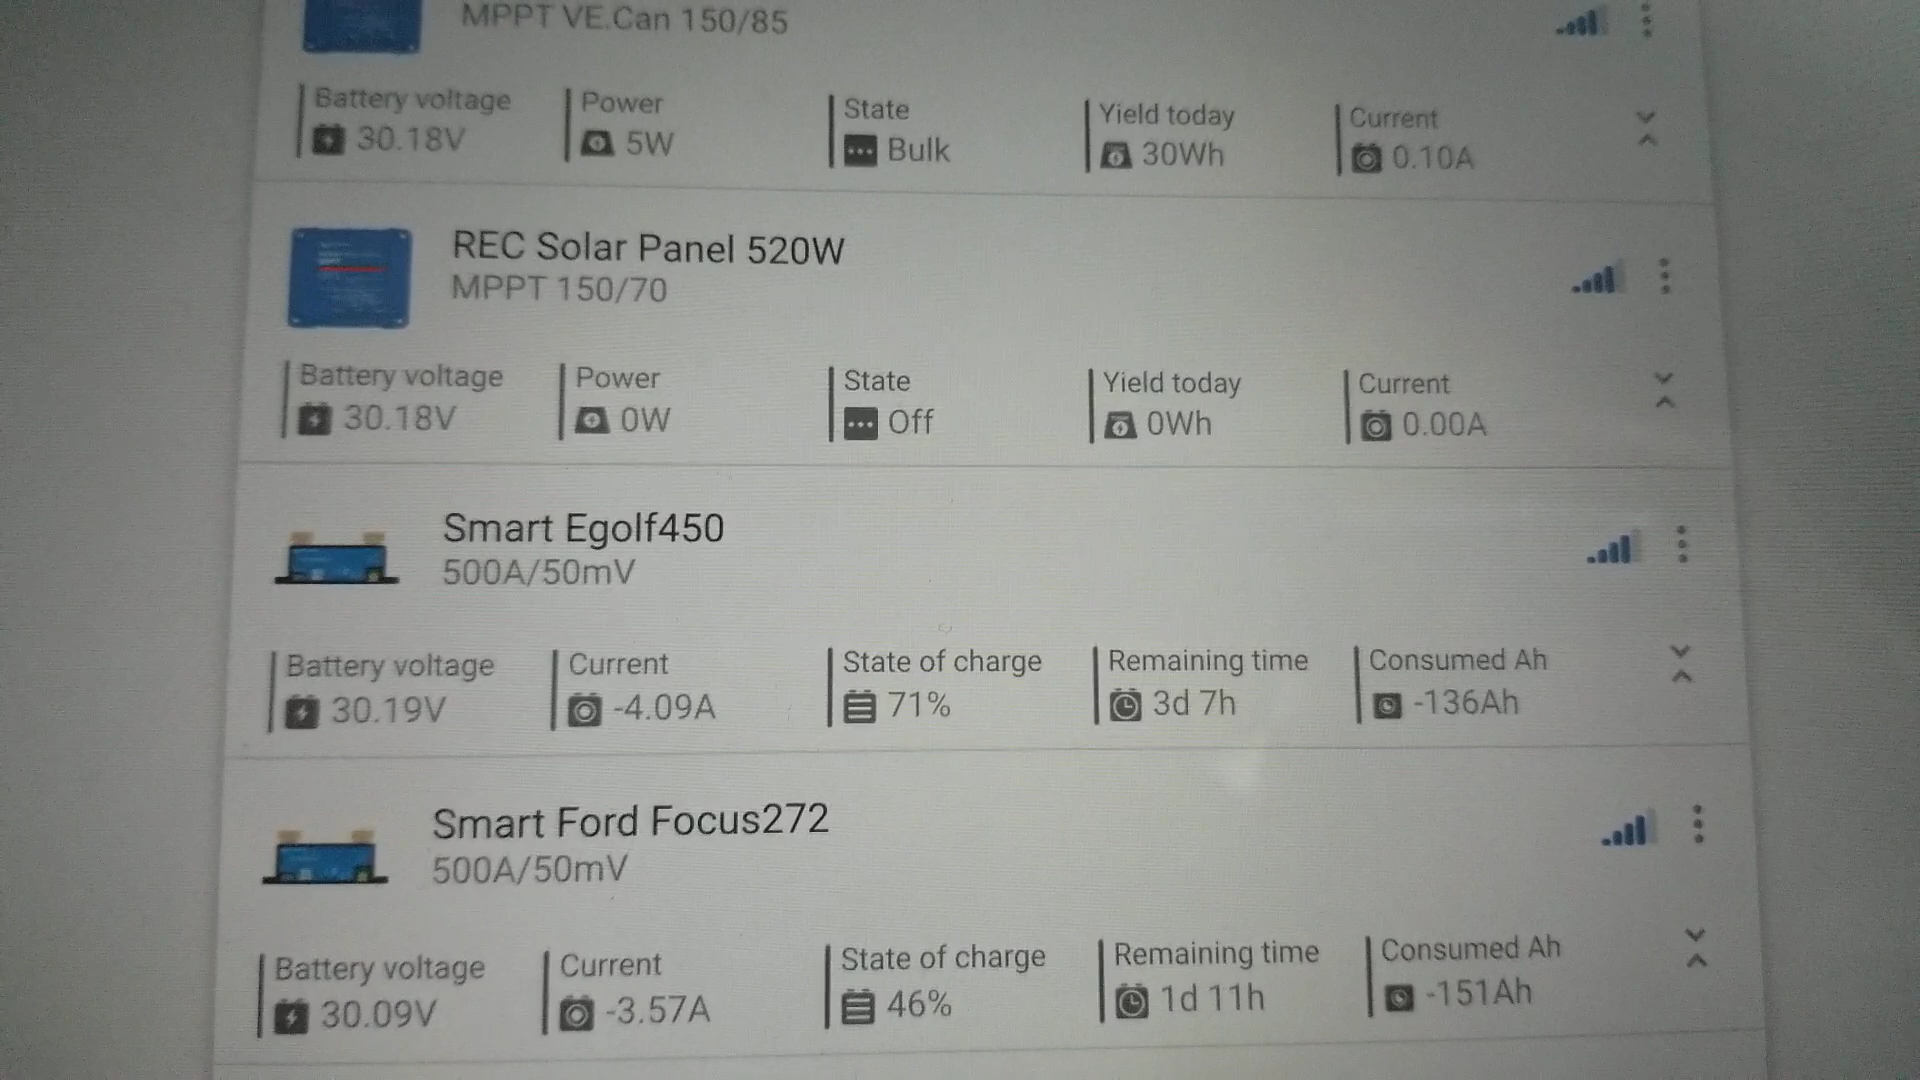 MPPT VE.Can 150/85
Battery voltage Power State Yield today Current
30.18V 5W Bulk 30Wh 0.10A
REC Solar Panel 520W
MPPT 150/70
Battery voltage Power State Yield today Current
30.18V 0W Off 0Wh 0.00A
Smart Egolf450
500A/50mV
Battery voltage Current State of charge Remaining time Consumed Ah
30.19V -4.09A 71% 3d 7h -136Ah
Smart Ford Focus272
500A/50mV
Battery voltage Current State of charge Remaining time Consumed Ah
30.09V -3.57A 46% 1d 11h -151Ah